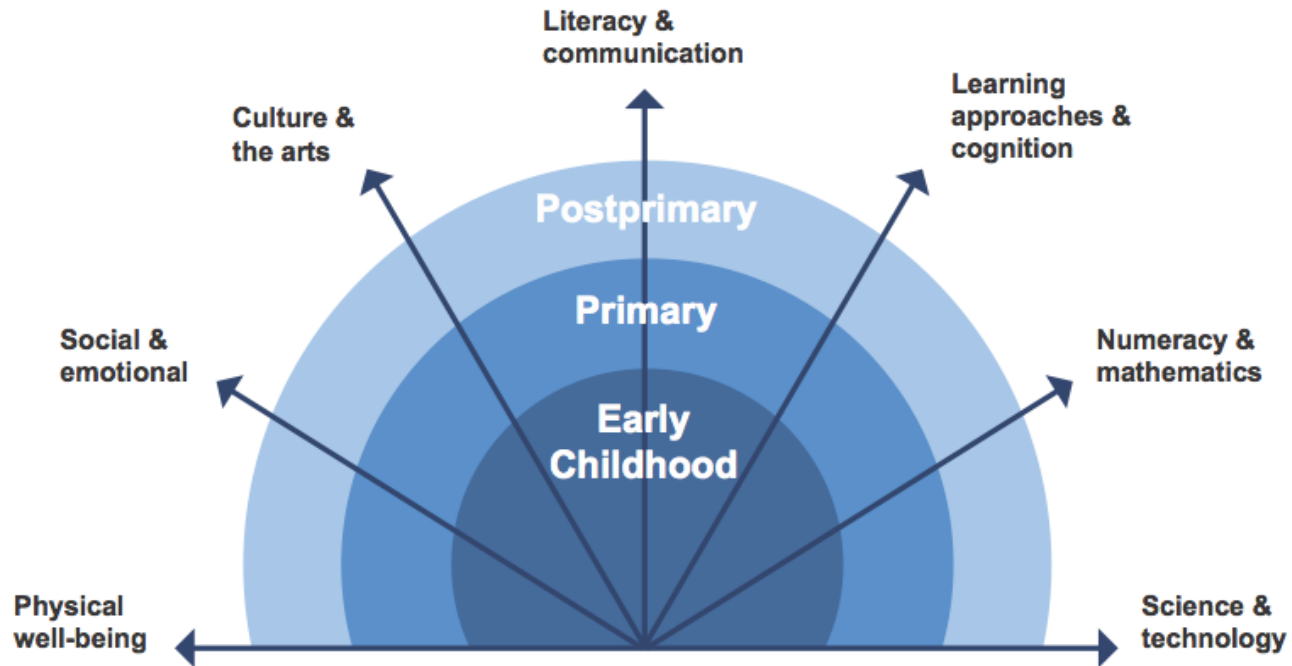 Literacy &
communication
Learning
approaches &
cognition
Culture &
the arts
Postprimary
Primary
Social &
emotional
Numeracy &
mathematics
Early
Childhood
Physical
well-being
Science &
technology